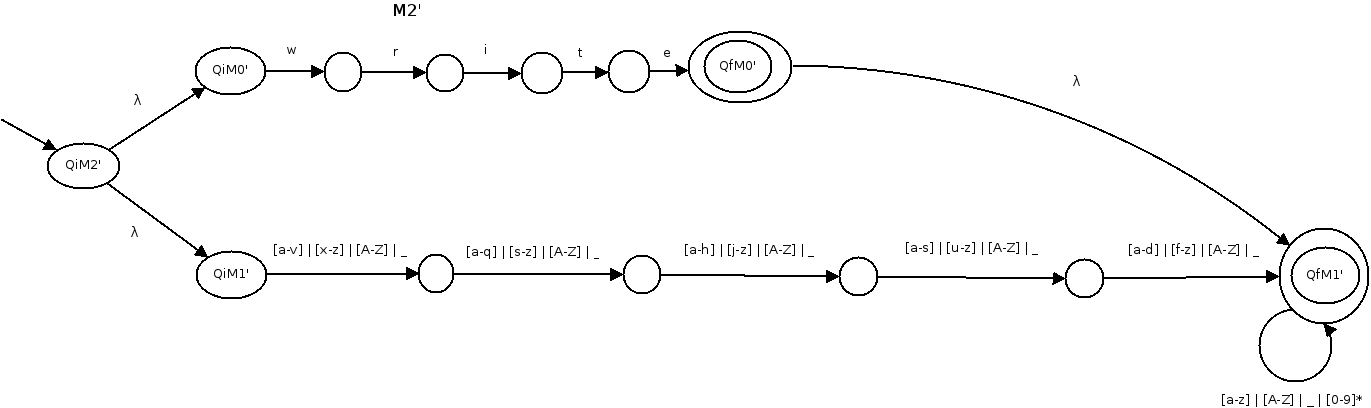 M2'
QiM0'
w
r
i
t
e
QfM0'
λ
λ
QiM2'
λ
QiM1'
[a-v] | [x-z] | [A-Z] | _
[a-q] | [s-z] | [A-Z] | _
[a-h] | [j-z] | [A-Z] | _
[a-s] | [u-z] | [A-Z] | _
[a-d] | [f-z] | [A-Z] | _
QfM1'
[a-z] | [A-Z] | _ | [0-9]*